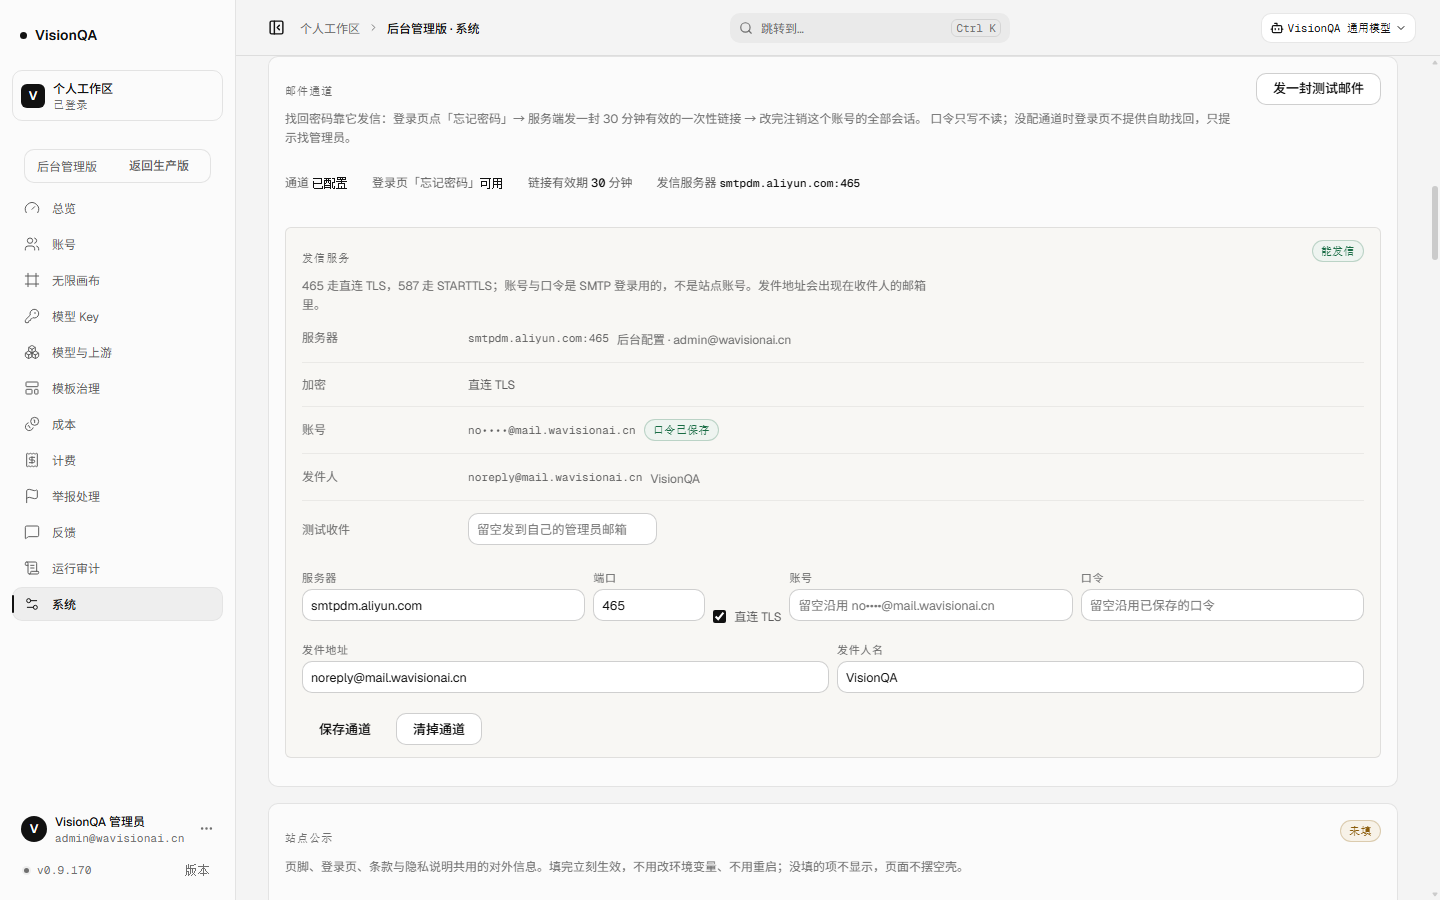 VisionQA
V
个人工作区
已登录
后台管理版
返回生产版
总览
账号
无限画布
模型 Key
模型与上游
模板治理
成本
计费
举报处理
反馈
运行审计
系统
V
VisionQA 管理员
admin@wavisionai.cn
v0.9.170
版本
个人工作区
后台管理版 · 系统
跳转到...
Ctrl K
VisionQA 通用模型
邮件通道
发一封测试邮件
找回密码靠它发信：登录页点「忘记密码」→ 服务端发一封 30 分钟有效的一次性链接 → 改完注销这个账号的全部会话。 口令只写不读；没配通道时登录页不提供自助找回，只提
示找管理员。
通道 已配置
登录页「忘记密码」可用
链接有效期 30 分钟
发信服务器 smtpdm.aliyun.com:465
发信服务
能发信
465 走直连 TLS，587 走 STARTTLS；账号与口令是 SMTP 登录用的，不是站点账号。发件地址会出现在收件人的邮箱
里。
服务器
smtpdm.aliyun.com:465 后台配置 · admin@wavisionai.cn
加密
直连 TLS
账号
no····@mail.wavisionai.cn 口令已保存
发件人
noreply@mail.wavisionai.cn VisionQA
测试收件
留空发到自己的管理员邮箱
服务器
smtpdm.aliyun.com
端口
465
直连 TLS
账号
留空沿用 no••••@mail.wavisionai.cn
口令
留空沿用已保存的口令
发件地址
noreply@mail.wavisionai.cn
发件人名
VisionQA
保存通道
清掉通道
站点公示
未填
页脚、登录页、条款与隐私说明共用的对外信息。填完立刻生效，不用改环境变量、不用重启；没填的项不显示，页面不摆空壳。